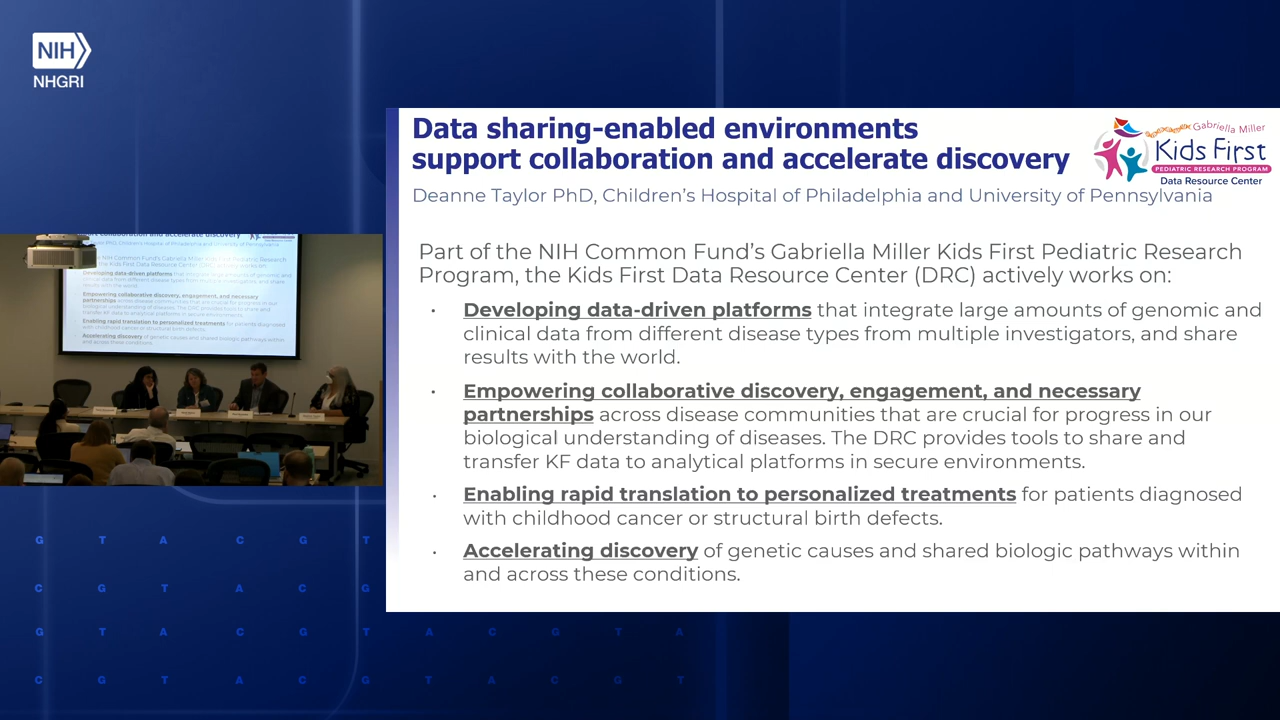 NIH
NHGRI
Data sharing-enabled environments
support collaboration and accelerate discovery
Gabriella Miller
Kids First
PEDIATRIC RESEARCH PROGRAM
Data Resource Center
Deanne Taylor PhD, Children's Hospital of Philadelphia and University of Pennsylvania
Part of the NIH Common Fund's Gabriella Miller Kids First Pediatric Research
Program, the Kids First Data Resource Center (DRC) actively works on:
• Developing data-driven platforms that integrate large amounts of genomic and
clinical data from different disease types from multiple investigators, and share
results with the world.
• Empowering collaborative discovery, engagement, and necessary
partnerships across disease communities that are crucial for progress in our
biological understanding of diseases. The DRC provides tools to share and
transfer KF data to analytical platforms in secure environments.
• Enabling rapid translation to personalized treatments for patients diagnosed
with childhood cancer or structural birth defects.
• Accelerating discovery of genetic causes and shared biologic pathways within
and across these conditions.
G T A C G T
C G T A C G
G T A C G T A C G T A
C G T A C G T A C G T